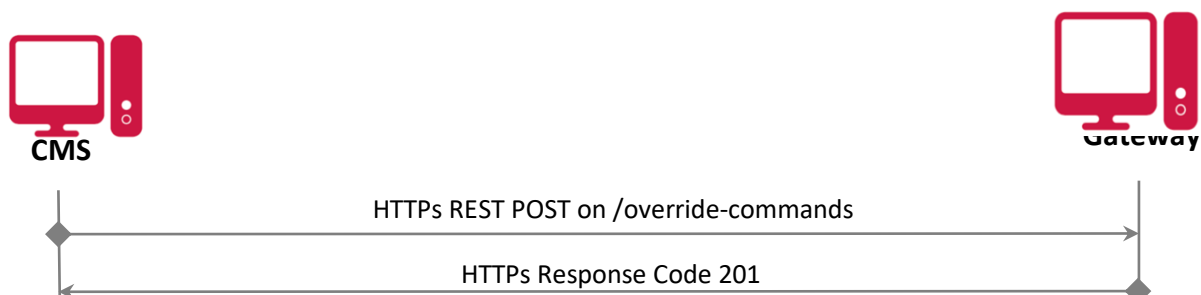 CMS
Gateway
HTTPs REST POST on /override-commands
HTTPs Response Code 201